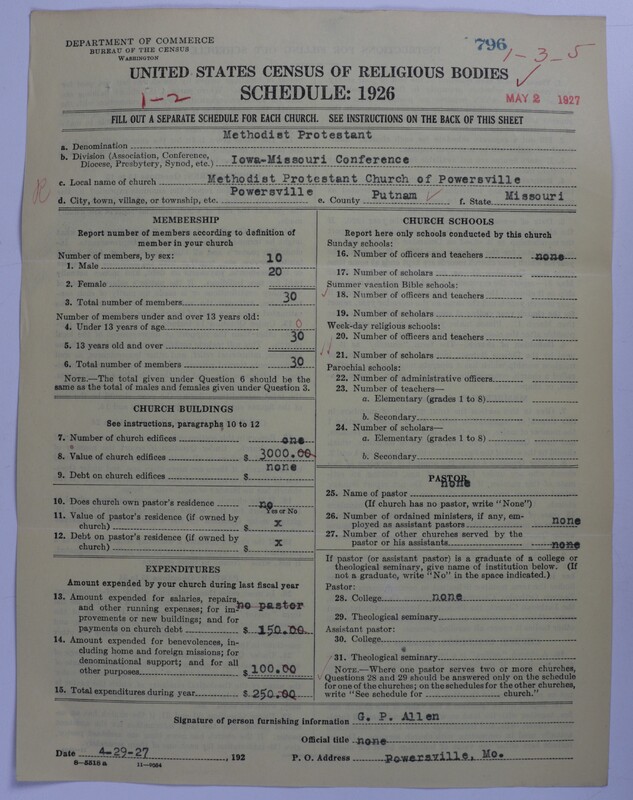 DEPARTMENT OF COMMERCE
BUREAU OF THE CENSUS
WASHINGTON
796
1-3-5
UNITED STATES CENSUS OF RELIGIOUS BODIES
SCHEDULE: 1926
1-2
MAY 2 1927
FILL OUT A SEPARATE SCHEDULE FOR EACH CHURCH. SEE INSTRUCTIONS ON THE BACK OF THIS SHEET
a. Denomination Methodist Protestant
b. Division (Association, Conference, Diocese, Presbytery, Synod, etc.) Iowa-Missouri Conference
c. Local name of church Methodist Protestant Church of Powersville
R
d. City, town, village, or township, etc. Powersville e. County Putnam f. State Missouri
MEMBERSHIP
Report number of members according to definition of
member in your church
Number of members, by sex:
1. Male 10
2. Female 20
3. Total number of members 30
Number of members under and over 13 years old:
4. Under 13 years of age 0
5. 13 years old and over 30
6. Total number of members 30
NOTE.—The total given under Question 6 should be
same as the total of males and females given under Question 3.
CHURCH BUILDINGS
See instructions, paragraphs 10 to 12
7. Number of church edifices one
8. Value of church edifices $ 3000.00
9. Debt on church edifices $ none
10. Does church own pastor's residence no
Yes or No
11. Value of pastor's residence (if owned by
church) $ x
12. Debt on pastor's residence (if owned by
church) $ x
EXPENDITURES
Amount expended by your church during last fiscal year
13. Amount expended for salaries, repairs,
and other running expenses; for im- no pastor
provements or new buildings; and for
payments on church debt $ 150.00
14. Amount expended for benevolences, in-
cluding home and foreign missions; for
denominational support; and for all
other purposes $ 100.00
15. Total expenditures during year $ 250.00
CHURCH SCHOOLS
Report here only schools conducted by this church
Sunday schools:
16. Number of officers and teachers none
17. Number of scholars
Summer vacation Bible schools:
18. Number of officers and teachers
19. Number of scholars
Week-day religious schools:
20. Number of officers and teachers
21. Number of scholars
Parochial schools:
22. Number of administrative officers
23. Number of teachers—
a. Elementary (grades 1 to 8)
b. Secondary
24. Number of scholars—
a. Elementary (grades 1 to 8)
b. Secondary
PASTOR
25. Name of pastor none
(If church has no pastor, write "None")
26. Number of ordained ministers, if any, em-
ployed as assistant pastors none
27. Number of other churches served by the
pastor or his assistants none
If pastor (or assistant pastor) is a graduate of a college or
theological seminary, give name of institution below. (If
not a graduate, write "No" in the space indicated.)
Pastor:
28. College none
29. Theological seminary
Assistant pastor:
30. College
31. Theological seminary
NOTE.—Where one pastor serves two or more churches,
Questions 28 and 29 should be answered only on the schedule
for one of the churches; on the schedules for the other churches,
write "See schedule for church."
Signature of person furnishing information G. P. Allen
Official title none
Date 4-29-27, 192 P. O. Address Powersville, Mo.
8-5518 a 11-9554